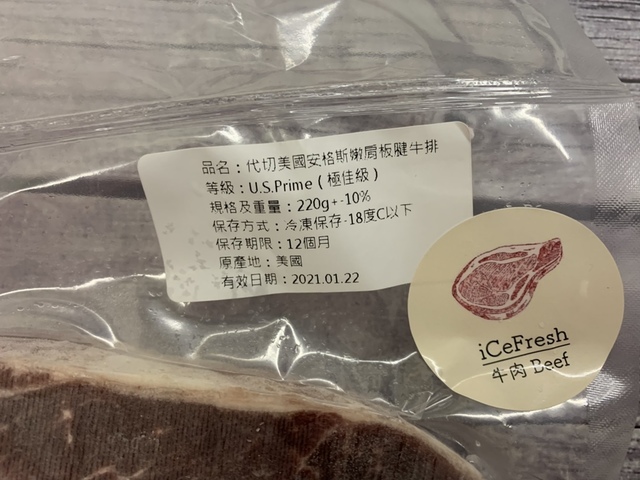 品名：代切美國安格斯嫩肩板腱牛排
等級：U.S.Prime（極佳級）
規格及重量：220g+-10%
保存方式：冷凍保存-18度C以下
保存期限：12個月
原產地：美國
有效日期：2021.01.22
iCeFresh
牛肉 Beef